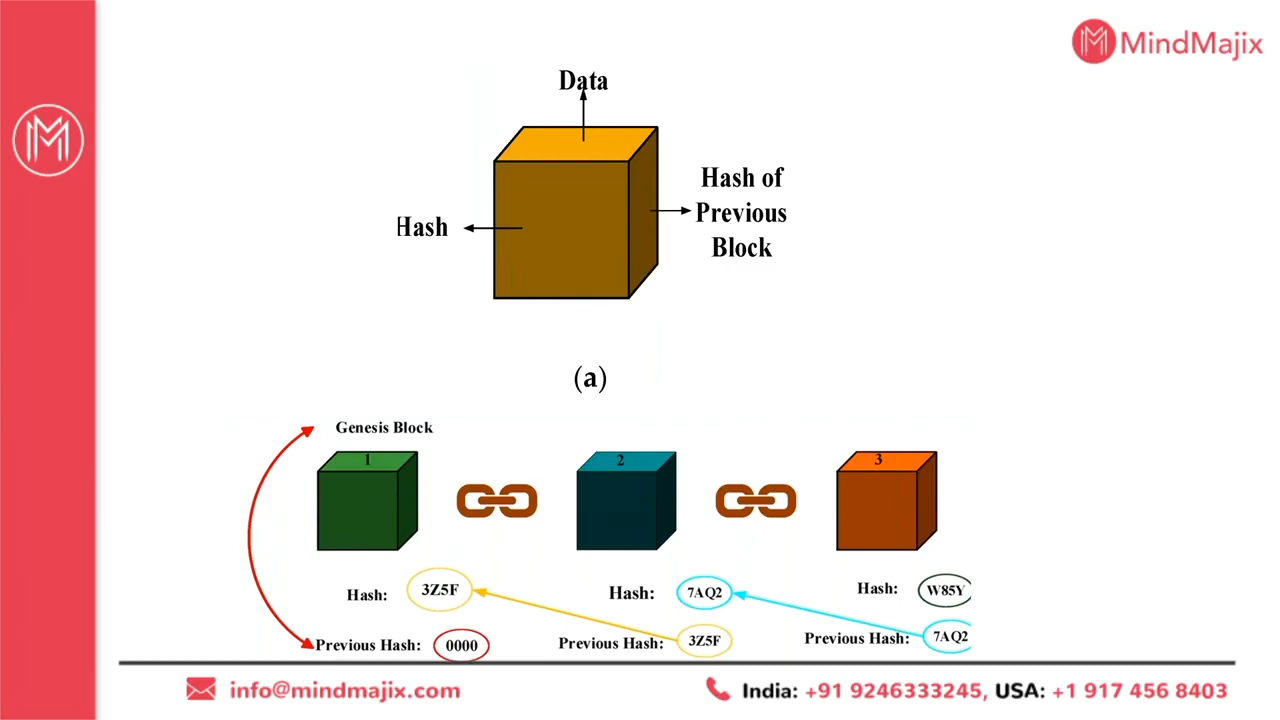 MindMajix
Data
Hash of
Previous
Block
Hash
(a)
Genesis Block
1
2
3
Hash: 3Z5F
Hash: 7AQ2
Hash: W85Y
Previous Hash: 0000
Previous Hash: 3Z5F
Previous Hash: 7AQ2
info@mindmajix.com
India: +91 9246333245, USA: +1 917 456 8403